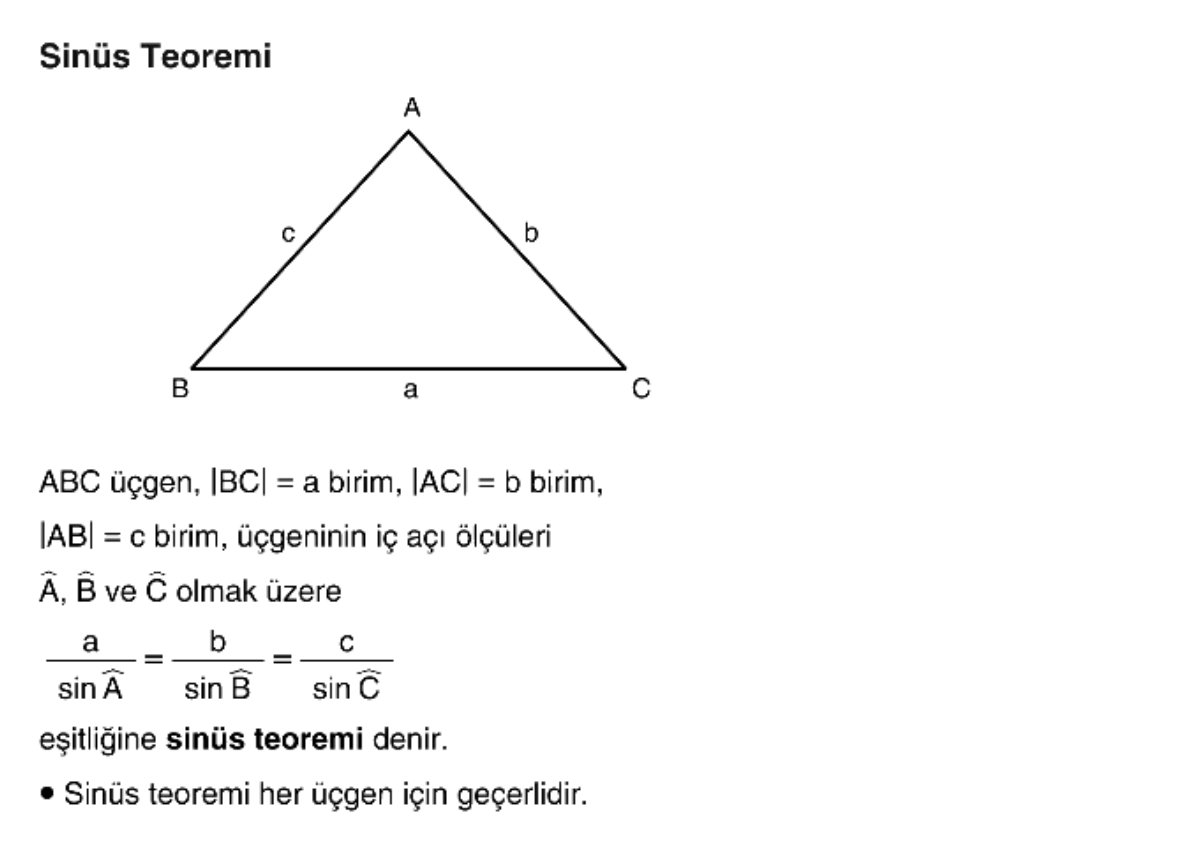 Sinüs Teoremi
A
c
b
B
a
C
ABC üçgen, |BC| = a birim, |AC| = b birim,
|AB| = c birim, üçgeninin iç açı ölçüleri
Â, B̂ ve Ĉ olmak üzere
a / sin Â = b / sin B̂ = c / sin Ĉ
eşitliğine sinüs teoremi denir.
• Sinüs teoremi her üçgen için geçerlidir.